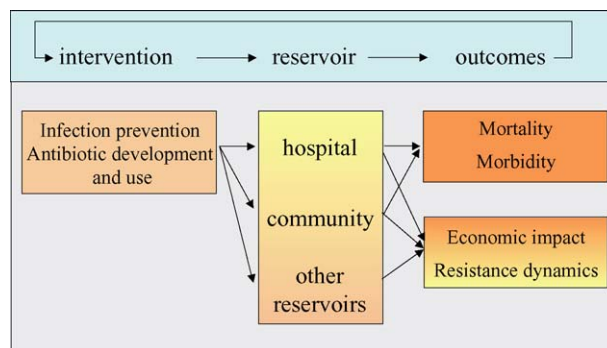 intervention reservoir outcomes
Infection prevention
Antibiotic development
and use
hospital
community
other
reservoirs
Mortality
Morbidity
Economic impact
Resistance dynamics